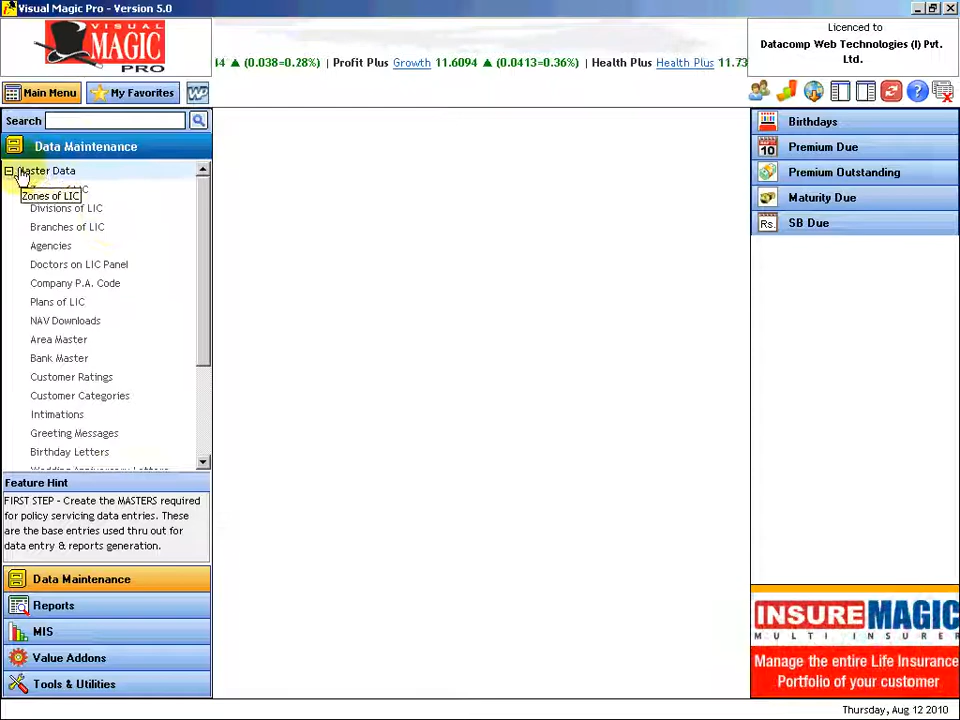 Visual Magic Pro - Version 5.0
VISUAL
MAGIC
PRO
44 ▲ (0.038=0.28%) | Profit Plus Growth 11.6094 ▲ (0.0413=0.36%) | Health Plus Health Plus 11.73
Licenced to
Datacomp Web Technologies (I) Pvt.
Ltd.
Main Menu
My Favorites
Search
Data Maintenance
Master Data
Zones of LIC
Divisions of LIC
Branches of LIC
Agencies
Doctors on LIC Panel
Company P.A. Code
Plans of LIC
NAV Downloads
Area Master
Bank Master
Customer Ratings
Customer Categories
Intimations
Greeting Messages
Birthday Letters
Wedding Anniversary Letters
Feature Hint
FIRST STEP - Create the MASTERS required
for policy servicing data entries. These
are the base entries used thru out for
data entry & reports generation.
Data Maintenance
Reports
MIS
Value Addons
Tools & Utilities
Birthdays
Premium Due
Premium Outstanding
Maturity Due
Rs.
SB Due
INSUREMAGIC
MULTI INSURER
Manage the entire Life Insurance
Portfolio of your customer
Thursday, Aug 12 2010